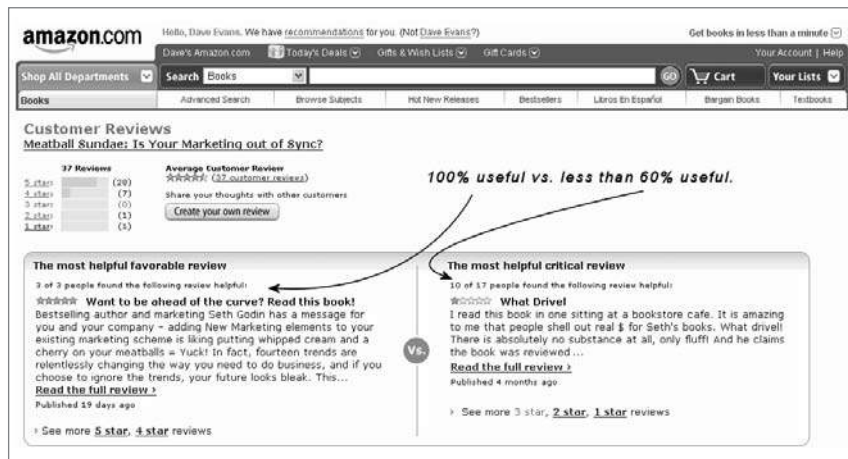 amazon.com
Hello, Dave Evans. We have recommendations for you. (Not Dave Evans?)
Get books in less than a minute
Dave's Amazon.com Today's Deals Gifts & Wish Lists Gift Cards
Your Account | Help
Shop All Departments Search Books GO Cart Your Lists
Books Advanced Search Browse Subjects Hot New Releases Bestsellers Libros En Español Bargain Books Textbooks
Customer Reviews
Meatball Sundae: Is Your Marketing out of Sync?
37 Reviews
5 star: (28)
4 star: (7)
3 star: (0)
2 star: (1)
1 star: (1)
Average Customer Review
(37 customer reviews)
Share your thoughts with other customers
Create your own review
100% useful vs. less than 60% useful.
The most helpful favorable review
3 of 3 people found the following review helpful:
Want to be ahead of the curve? Read this book!
Bestselling author and marketing Seth Godin has a message for
you and your company – adding New Marketing elements to your
existing marketing scheme is liking putting whipped cream and a
cherry on your meatballs = Yuck! In fact, fourteen trends are
relentlessly changing the way you need to do business, and if you
choose to ignore the trends, your future looks bleak. This...
Read the full review ›
Published 19 days ago
› See more 5 star, 4 star reviews
Vs.
The most helpful critical review
10 of 17 people found the following review helpful:
What Drivel
I read this book in one sitting at a bookstore cafe. It is amazing
to me that people shell out real $ for Seth's books. What drivel!
There is absolutely no substance at all, only fluff! And he claims
the book was reviewed ...
Read the full review ›
Published 4 months ago
› See more 3 star, 2 star, 1 star reviews